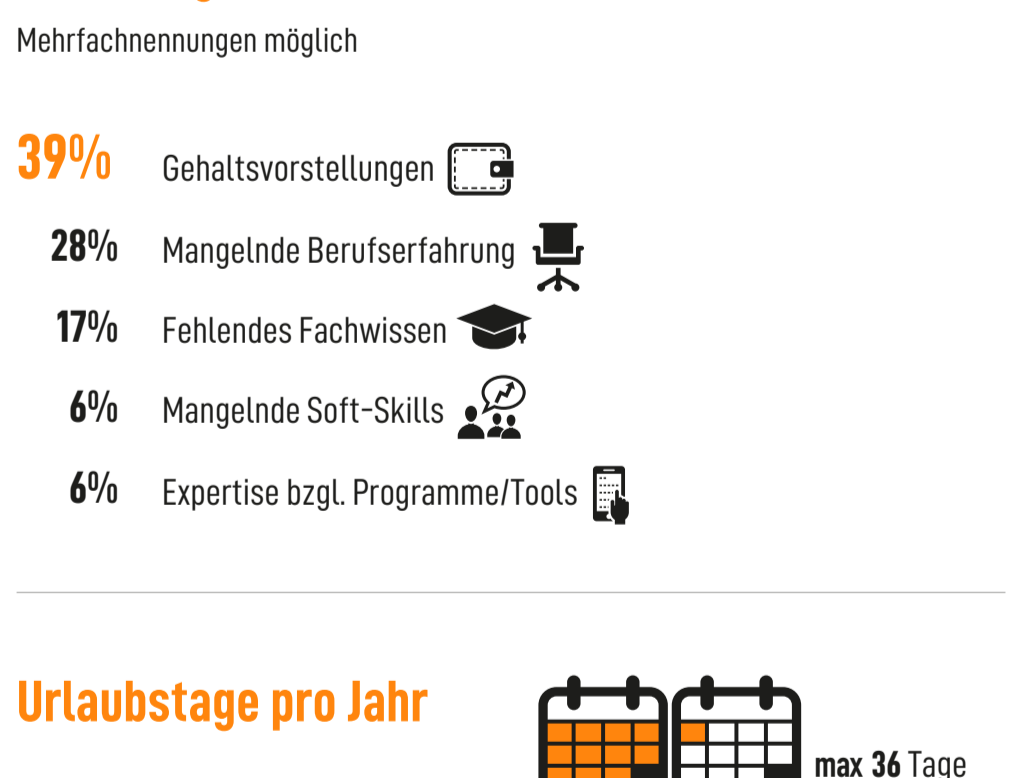 Mehrfachnennungen möglich
39% Gehaltsvorstellungen
28% Mangelnde Berufserfahrung
17% Fehlendes Fachwissen
6% Mangelnde Soft-Skills
6% Expertise bzgl. Programme/Tools
Urlaubstage pro Jahr
max 36 Tage